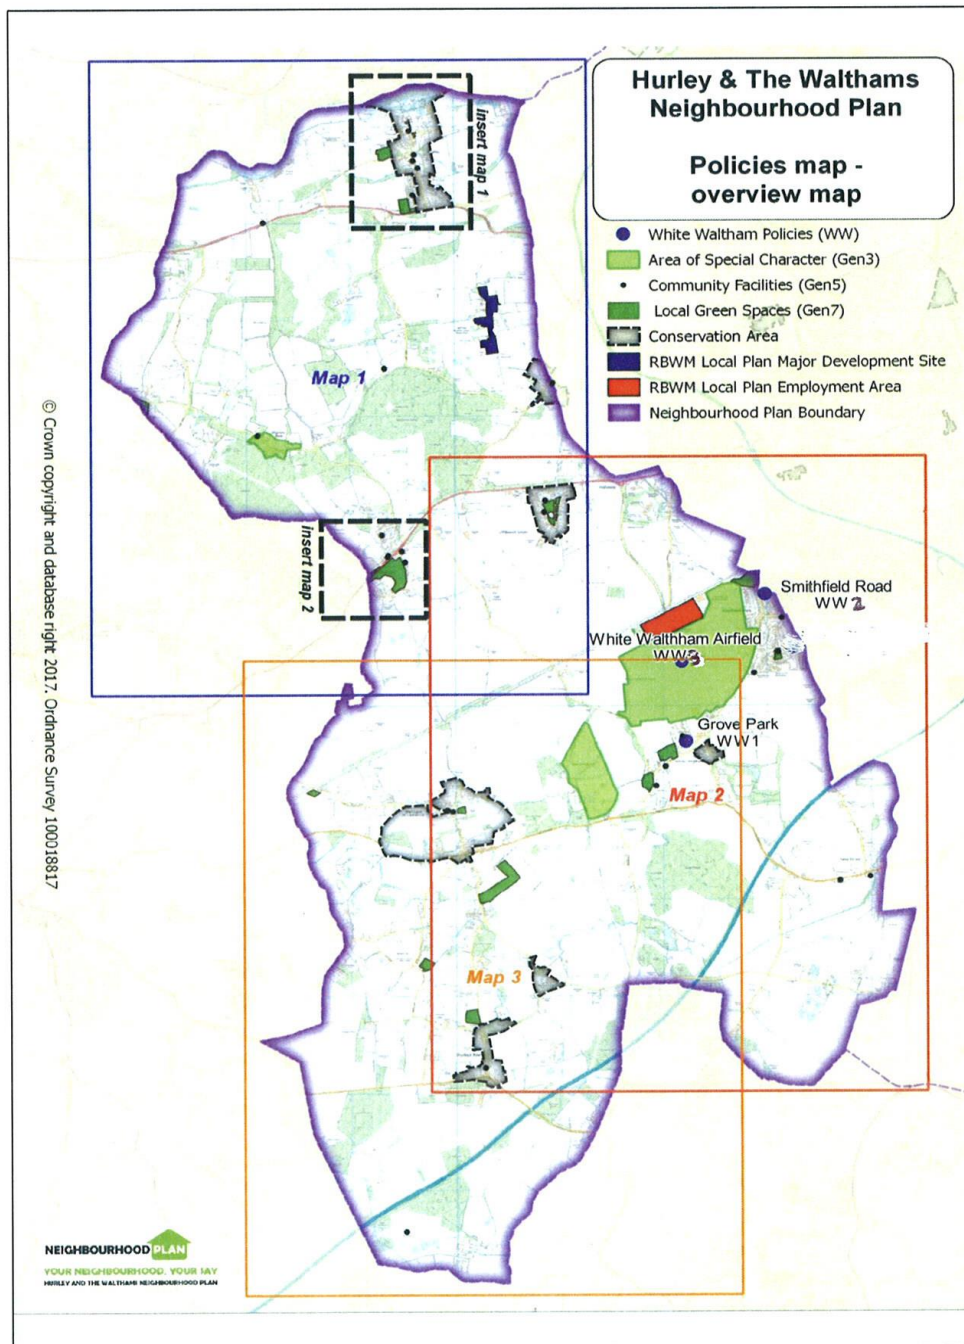 Hurley & The Walthams
Neighbourhood Plan
Policies map -
overview map
White Waltham Policies (WW)
Area of Special Character (Gen3)
Community Facilities (Gen5)
Local Green Spaces (Gen7)
Conservation Area
RBWM Local Plan Major Development Site
RBWM Local Plan Employment Area
Neighbourhood Plan Boundary
insert map 1
Map 1
insert map 2
Smithfield Road
WW2
White Walthham Airfield
WW3
Grove Park
WW1
Map 2
Map 3
© Crown copyright and database right 2017. Ordnance Survey 100018817
NEIGHBOURHOOD PLAN
YOUR NEIGHBOURHOOD, YOUR SAY
HURLEY AND THE WALTHAMS NEIGHBOURHOOD PLAN